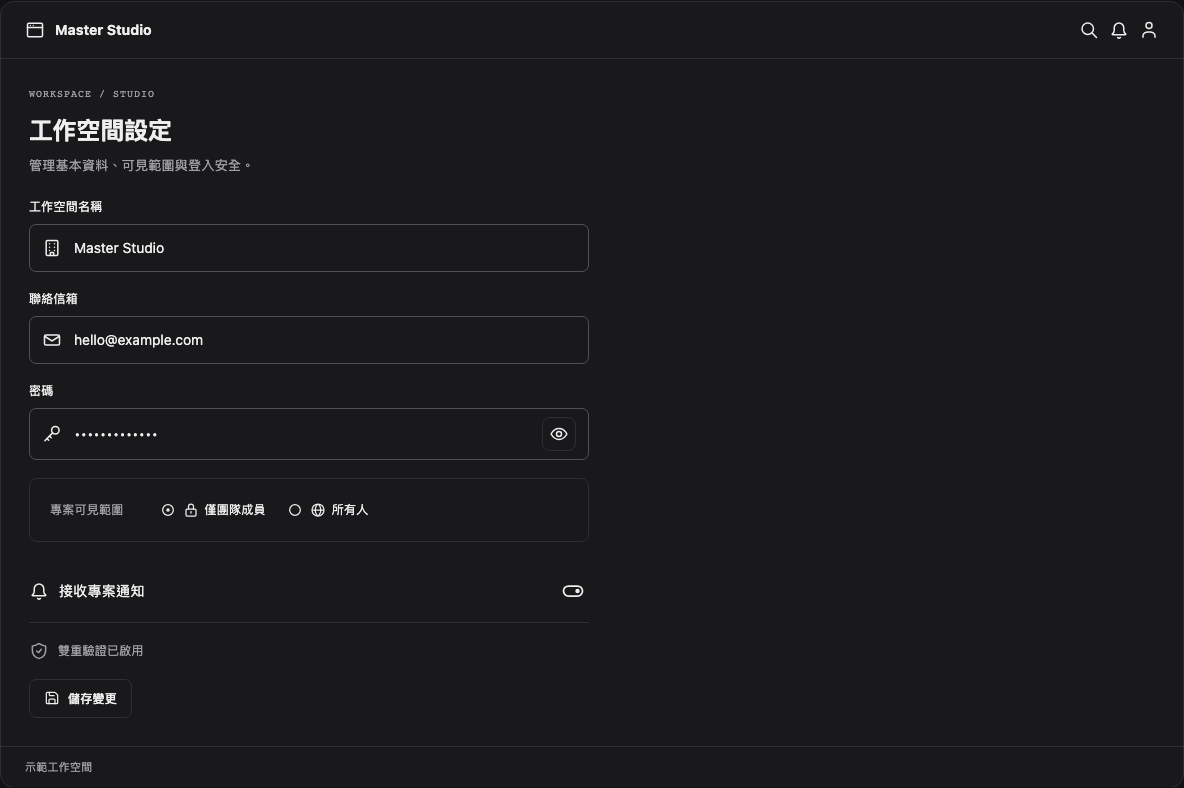 Master Studio
WORKSPACE / STUDIO
工作空間設定
管理基本資料、可見範圍與登入安全。
工作空間名稱
Master Studio
聯絡信箱
hello@example.com
密碼
•••••••••••••
專案可見範圍 僅團隊成員 所有人
接收專案通知
雙重驗證已啟用
儲存變更
示範工作空間